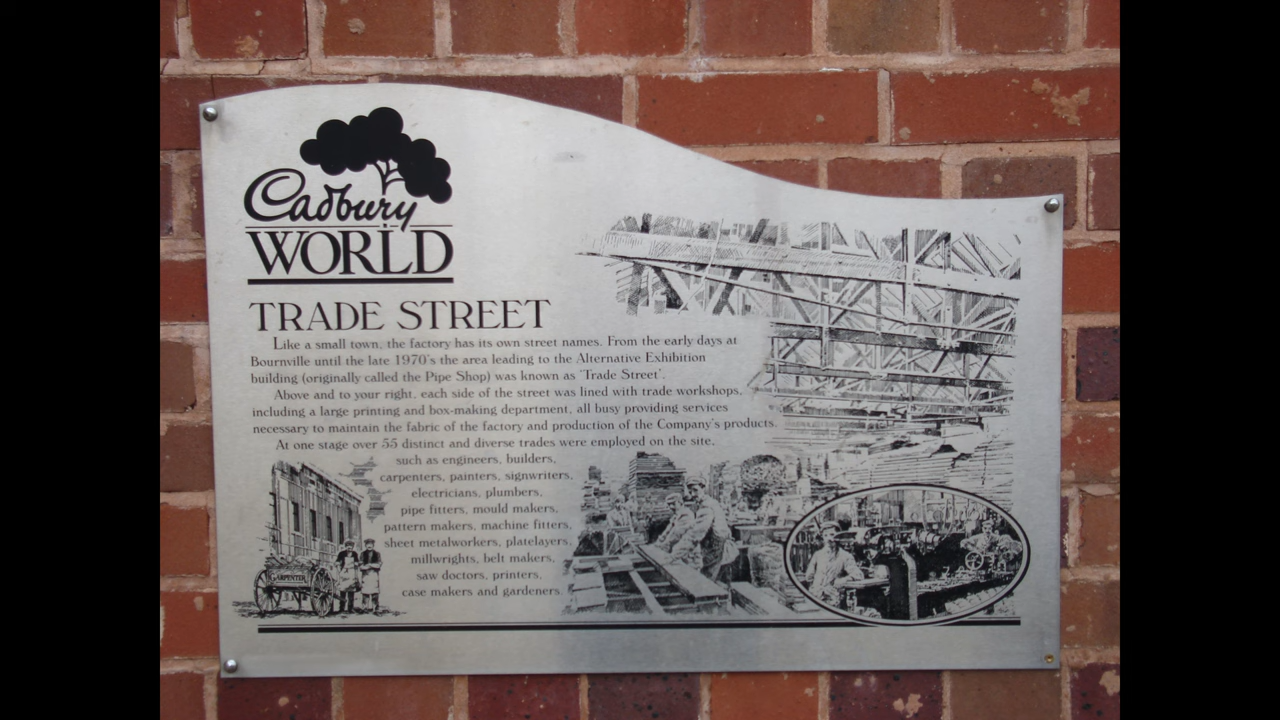 Cadbury
WORLD
TRADE STREET
Like a small town, the factory has its own street names. From the early days at
Bournville until the late 1970's the area leading to the Alternative Exhibition
building (originally called the Pipe Shop) was known as 'Trade Street'.
Above and to your right, each side of the street was lined with trade workshops,
including a large printing and box-making department, all busy providing services
necessary to maintain the fabric of the factory and production of the Company's products.
At one stage over 55 distinct and diverse trades were employed on the site,
such as engineers, builders,
carpenters, painters, signwriters,
electricians, plumbers,
pipe fitters, mould makers,
pattern makers, machine fitters,
sheet metalworkers, platelayers,
millwrights, belt makers,
saw doctors, printers,
case makers and gardeners.
CARPENTER